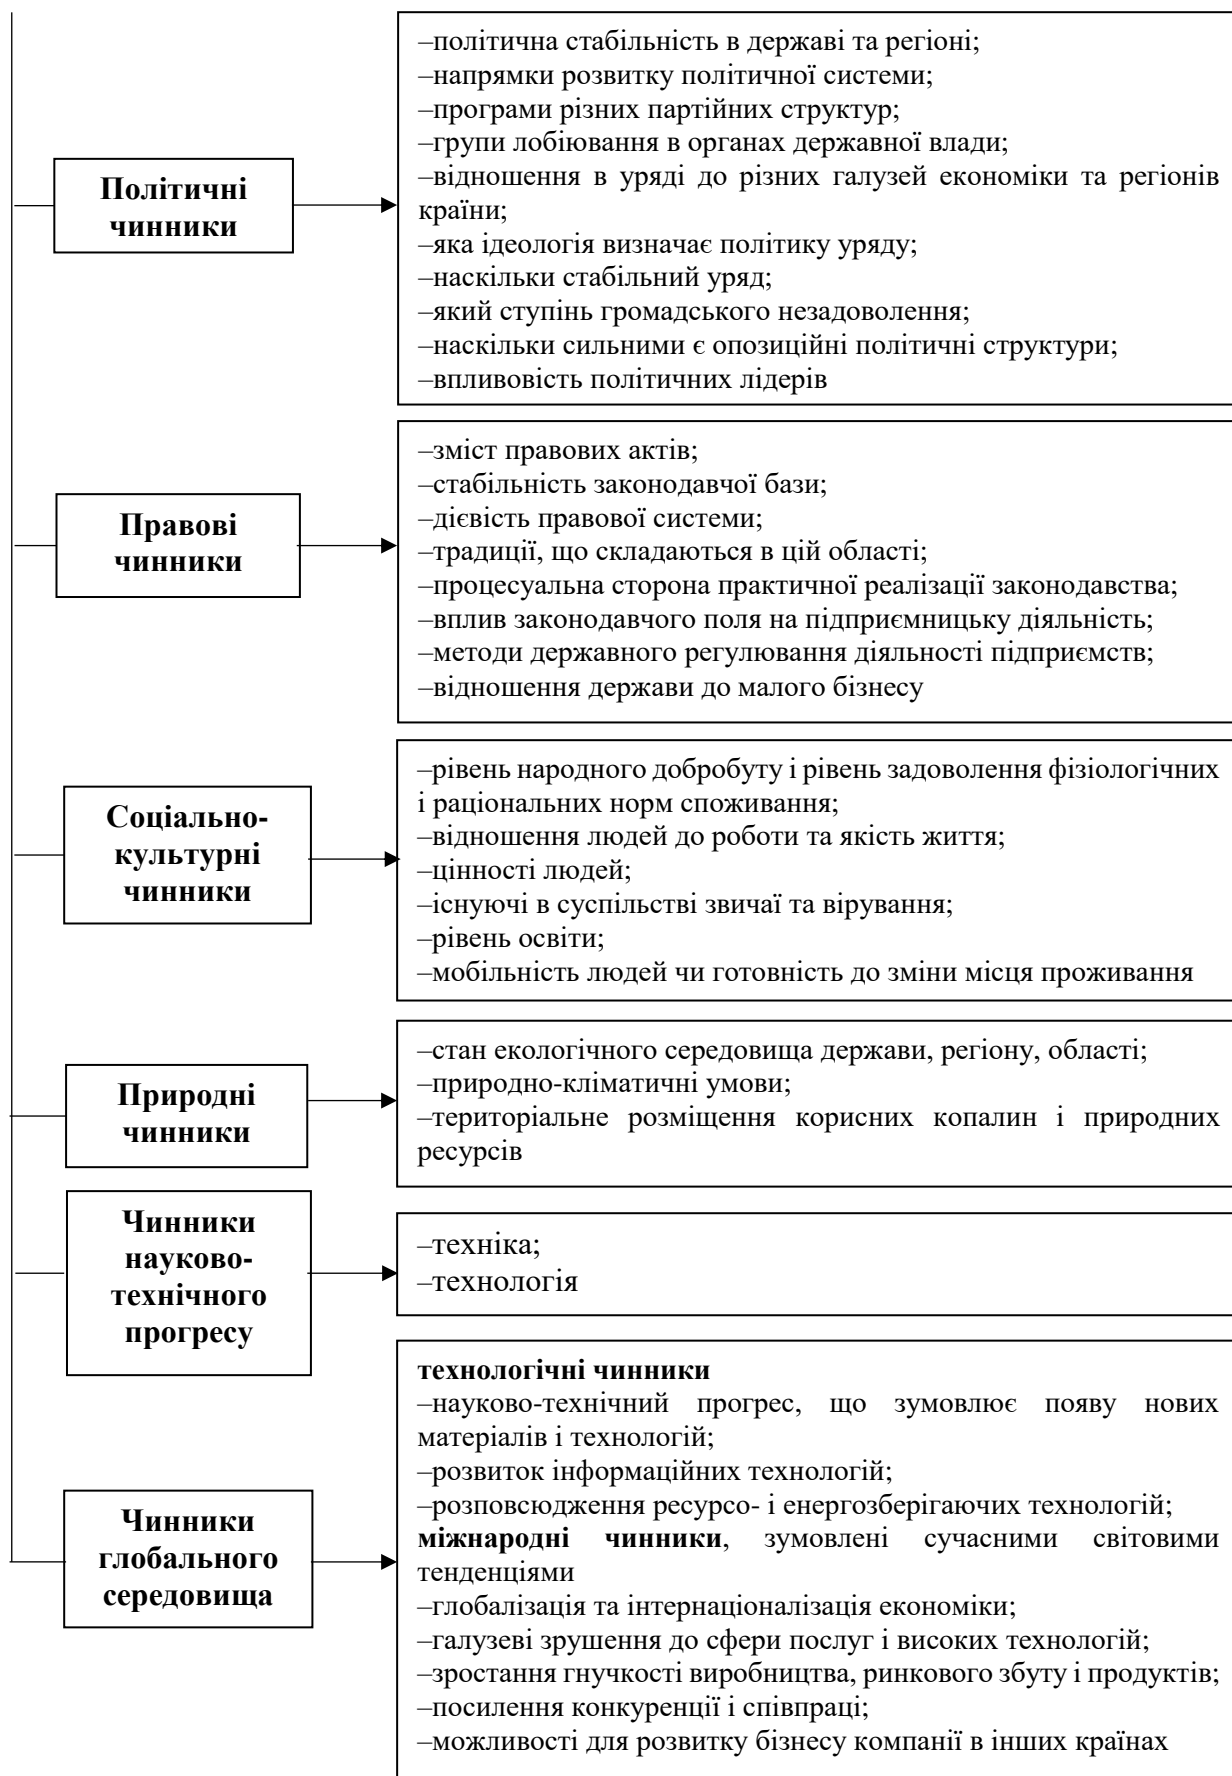 Політичні
чинники
–політична стабільність в державі та регіоні;
–напрямки розвитку політичної системи;
–програми різних партійних структур;
–групи лобіювання в органах державної влади;
–відношення в уряді до різних галузей економіки та регіонів
країни;
–яка ідеологія визначає політику уряду;
–наскільки стабільний уряд;
–який ступінь громадського незадоволення;
–наскільки сильними є опозиційні політичні структури;
–впливовість політичних лідерів
Правові
чинники
–зміст правових актів;
–стабільність законодавчої бази;
–дієвість правової системи;
–традиції, що складаються в цій області;
–процесуальна сторона практичної реалізації законодавства;
–вплив законодавчого поля на підприємницьку діяльність;
–методи державного регулювання діяльності підприємств;
–відношення держави до малого бізнесу
Соціально-
культурні
чинники
–рівень народного добробуту і рівень задоволення фізіологічних
і раціональних норм споживання;
–відношення людей до роботи та якість життя;
–цінності людей;
–існуючі в суспільстві звичаї та вірування;
–рівень освіти;
–мобільність людей чи готовність до зміни місця проживання
Природні
чинники
–стан екологічного середовища держави, регіону, області;
–природно-кліматичні умови;
–територіальне розміщення корисних копалин і природних
ресурсів
Чинники
науково-
технічного
прогресу
–техніка;
–технологія
Чинники
глобального
середовища
технологічні чинники
–науково-технічний прогрес, що зумовлює появу нових
матеріалів і технологій;
–розвиток інформаційних технологій;
–розповсюдження ресурсо- і енергозберігаючих технологій;
міжнародні чинники, зумовлені сучасними світовими
тенденціями
–глобалізація та інтернаціоналізація економіки;
–галузеві зрушення до сфери послуг і високих технологій;
–зростання гнучкості виробництва, ринкового збуту і продуктів;
–посилення конкуренції і співпраці;
–можливості для розвитку бізнесу компанії в інших країнах